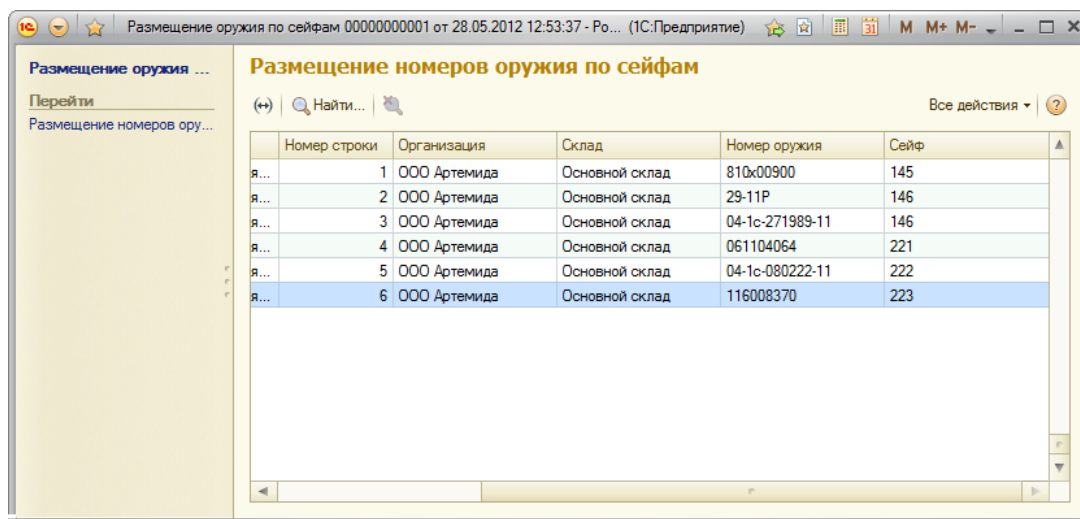 Размещение оружия по сейфам 00000000001 от 28.05.2012 12:53:37 - Ро... (1С:Предприятие) 31 M M+ M-
Размещение оружия ...
Перейти
Размещение номеров ору...
Размещение номеров оружия по сейфам
Найти... Все действия ?
Номер строки Организация Склад Номер оружия Сейф
я... 1 ООО Артемида Основной склад 810х00900 145
я... 2 ООО Артемида Основной склад 29-11Р 146
я... 3 ООО Артемида Основной склад 04-1с-271989-11 146
я... 4 ООО Артемида Основной склад 061104064 221
я... 5 ООО Артемида Основной склад 04-1с-080222-11 222
я... 6 ООО Артемида Основной склад 116008370 223